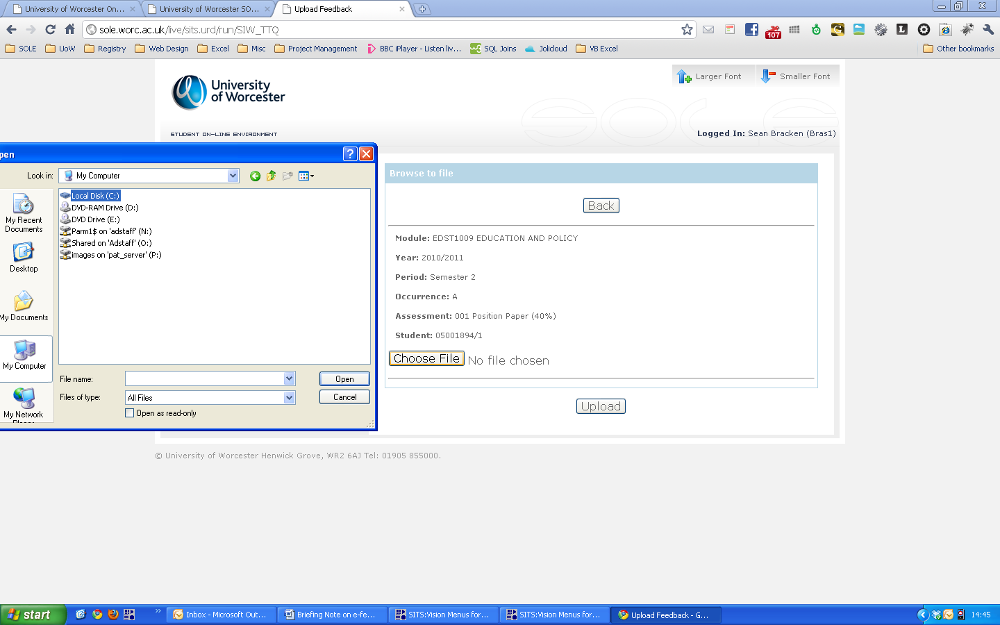 University of Worcester On...
University of Worcester SO...
Upload Feedback
sole.worc.ac.uk/live/sits.urd/run/SIW_TTQ
107
SOLE
UoW
Registry
Web Design
Excel
Misc
Project Management
BBC iPlayer - Listen liv...
SQL Joins
Jolicloud
VB Excel
Other bookmarks
University
of Worcester
Larger Font
Smaller Font
STUDENT ON-LINE ENVIRONMENT
SOLE
Logged In: Sean Bracken (Bras1)
pen
Look in:
My Computer
My Recent
Documents
Desktop
My Documents
My Computer
My Network
Local Disk (C:)
DVD-RAM Drive (D:)
DVD Drive (E:)
Parm1$ on 'adstaff' (N:)
Shared on 'Adstaff' (O:)
images on 'pat_server' (P:)
File name:
Open
Files of type:
All Files
Cancel
Open as read-only
Browse to file
Back
Module: EDST1009 EDUCATION AND POLICY
Year: 2010/2011
Period: Semester 2
Occurrence: A
Assessment: 001 Position Paper (40%)
Student: 05001894/1
Choose File No file chosen
Upload
© University of Worcester Henwick Grove, WR2 6AJ Tel: 01905 855000.
start
Inbox - Microsoft Out...
Briefing Note on e-fe...
SITS:Vision Menus for...
SITS:Vision Menus for...
Upload Feedback - G...
14:45